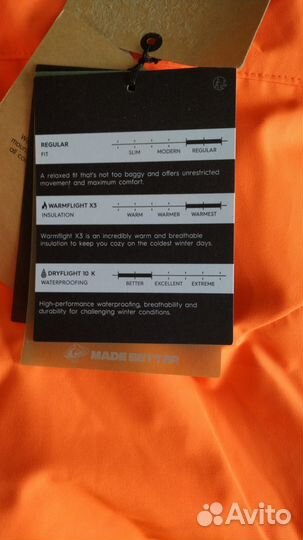 REGULAR
FIT
SLIM MODERN REGULAR
A relaxed fit that's not too baggy and offers unrestricted
movement and maximum comfort.
WARMFLIGHT X3
INSULATION
WARM WARMER WARMEST
Warmflight X3 is an incredibly warm and breathable
insulation to keep you cozy on the coldest winter days.
DRYFLIGHT 10 K
WATERPROOFING
BETTER EXCELLENT EXTREME
High-performance waterproofing, breathability and
durability for challenging winter conditions.
MADE BETTER
Avito